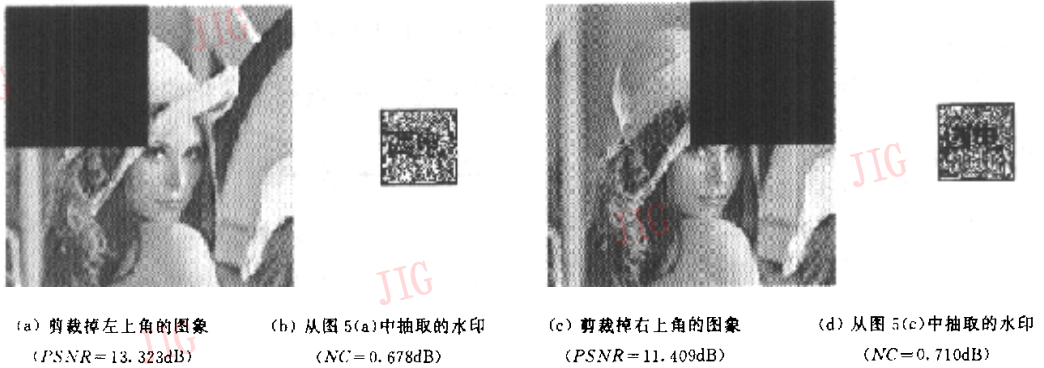 JIG
JIG
JIG
JIG
JIG
(a) 剪裁掉左上角的图象
(b) 从图 5(a)中抽取的水印
(c) 剪裁掉右上角的图象
(d) 从图 5(c)中抽取的水印
(PSNR=13.323dB)
(NC=0.678dB)
(PSNR=11.409dB)
(NC=0.710dB)